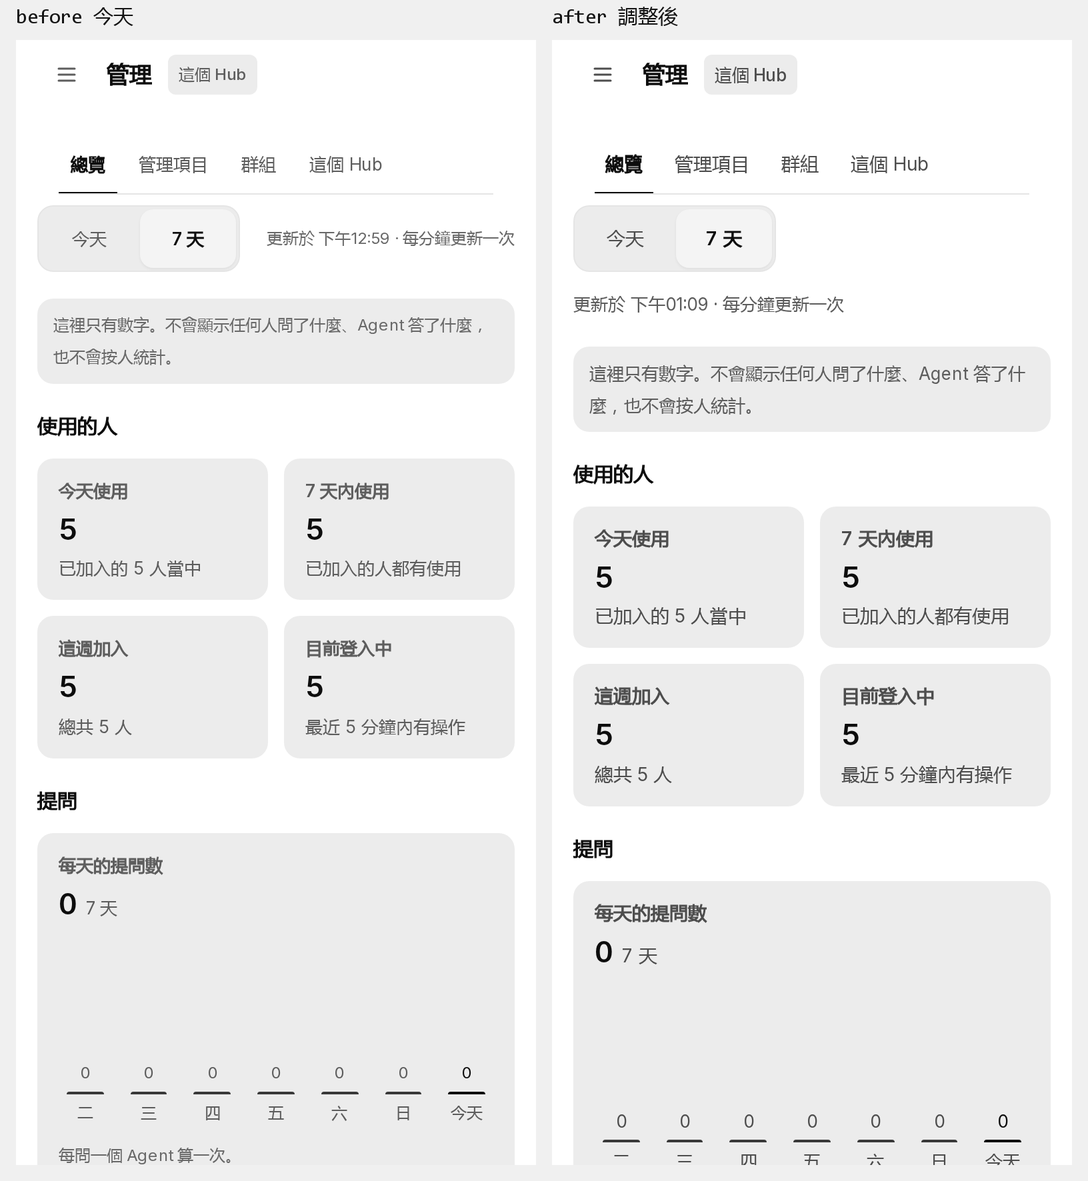 before 今天
管理 這個 Hub
總覽 管理項目 群組 這個 Hub
今天 7 天 更新於 下午12:59 · 每分鐘更新一次
這裡只有數字。不會顯示任何人問了什麼、Agent 答了什麼，
也不會按人統計。
使用的人
今天使用
5
已加入的 5 人當中
7 天內使用
5
已加入的人都有使用
這週加入
5
總共 5 人
目前登入中
5
最近 5 分鐘內有操作
提問
每天的提問數
0 7 天
0 0 0 0 0 0 0
二 三 四 五 六 日 今天
每問一個 Agent 算一次。
after 調整後
管理 這個 Hub
總覽 管理項目 群組 這個 Hub
今天 7 天
更新於 下午01:09 · 每分鐘更新一次
這裡只有數字。不會顯示任何人問了什麼、Agent 答了什
麼，也不會按人統計。
使用的人
今天使用
5
已加入的 5 人當中
7 天內使用
5
已加入的人都有使用
這週加入
5
總共 5 人
目前登入中
5
最近 5 分鐘內有操作
提問
每天的提問數
0 7 天
0 0 0 0 0 0 0
二 三 四 五 六 日 今天